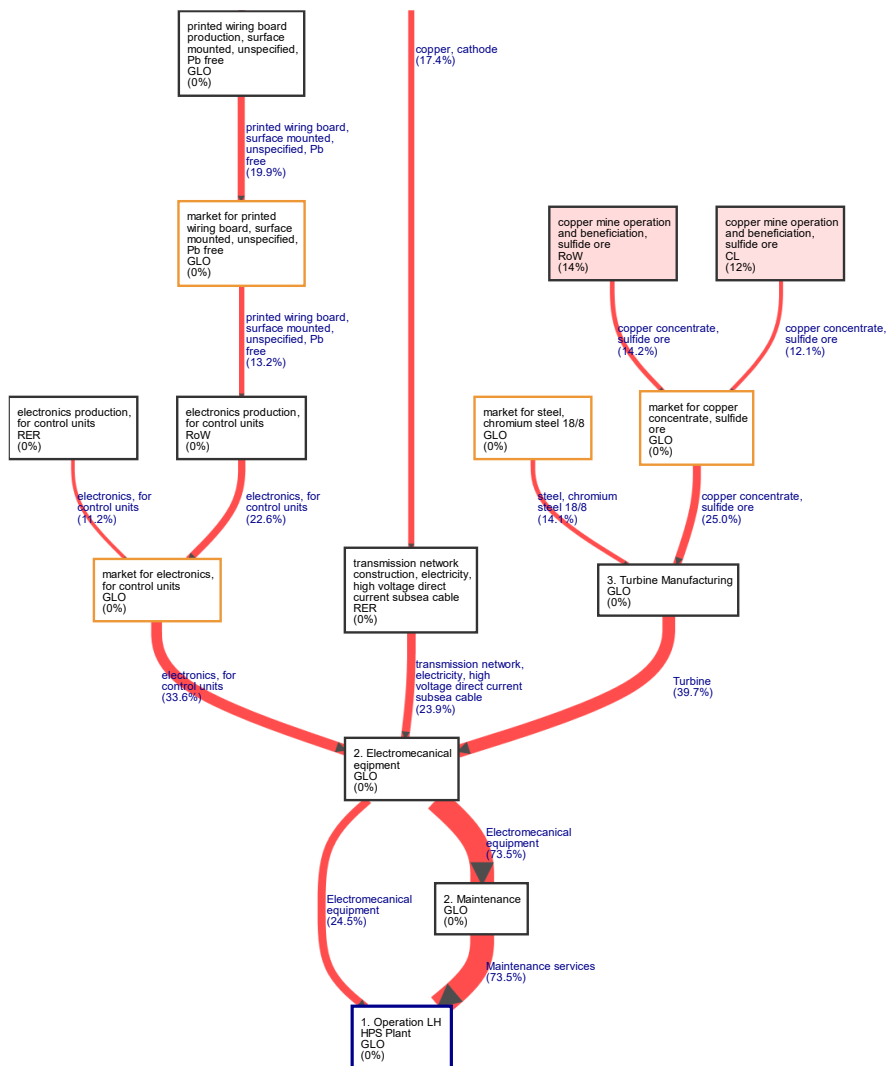 printed wiring board
production, surface
mounted, unspecified,
Pb free
GLO
(0%)
copper, cathode
(17.4%)
printed wiring board,
surface mounted,
unspecified, Pb
free
(19.9%)
market for printed
wiring board, surface
mounted, unspecified,
Pb free
GLO
(0%)
copper mine operation
and beneficiation,
sulfide ore
RoW
(14%)
copper mine operation
and beneficiation,
sulfide ore
CL
(12%)
printed wiring board,
surface mounted,
unspecified, Pb
free
(13.2%)
copper concentrate,
sulfide ore
(14.2%)
copper concentrate,
sulfide ore
(12.1%)
electronics production,
for control units
RER
(0%)
electronics production,
for control units
RoW
(0%)
market for steel,
chromium steel 18/8
GLO
(0%)
market for copper
concentrate, sulfide
ore
GLO
(0%)
electronics, for
control units
(11.2%)
electronics, for
control units
(22.6%)
steel, chromium
steel 18/8
(14.1%)
copper concentrate,
sulfide ore
(25.0%)
market for electronics,
for control units
GLO
(0%)
transmission network
construction, electricity,
high voltage direct
current subsea cable
RER
(0%)
3. Turbine Manufacturing
GLO
(0%)
electronics, for
control units
(33.6%)
transmission network,
electricity, high
voltage direct current
subsea cable
(23.9%)
Turbine
(39.7%)
2. Electromecanical
eqipment
GLO
(0%)
Electromecanical
equipment
(73.5%)
Electromecanical
equipment
(24.5%)
2. Maintenance
GLO
(0%)
Maintenance services
(73.5%)
1. Operation LH
HPS Plant
GLO
(0%)